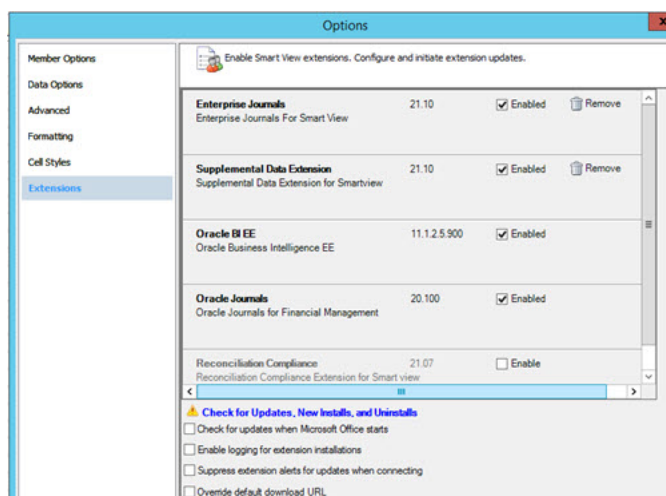 Options
Member Options
Data Options
Advanced
Formatting
Cell Styles
Extensions
Enable Smart View extensions. Configure and initiate extension updates.
Enterprise Journals 21.10 Enabled Remove
Enterprise Journals For Smart View
Supplemental Data Extension 21.10 Enabled Remove
Supplemental Data Extension for Smartview
Oracle BI EE 11.1.2.5.900 Enabled
Oracle Business Intelligence EE
Oracle Journals 20.100 Enabled
Oracle Journals for Financial Management
Reconciliation Compliance 21.07 Enable
Reconciliation Compliance Extension for Smart view
Check for Updates, New Installs, and Uninstalls
Check for updates when Microsoft Office starts
Enable logging for extension installations
Suppress extension alerts for updates when connecting
Override default download URL